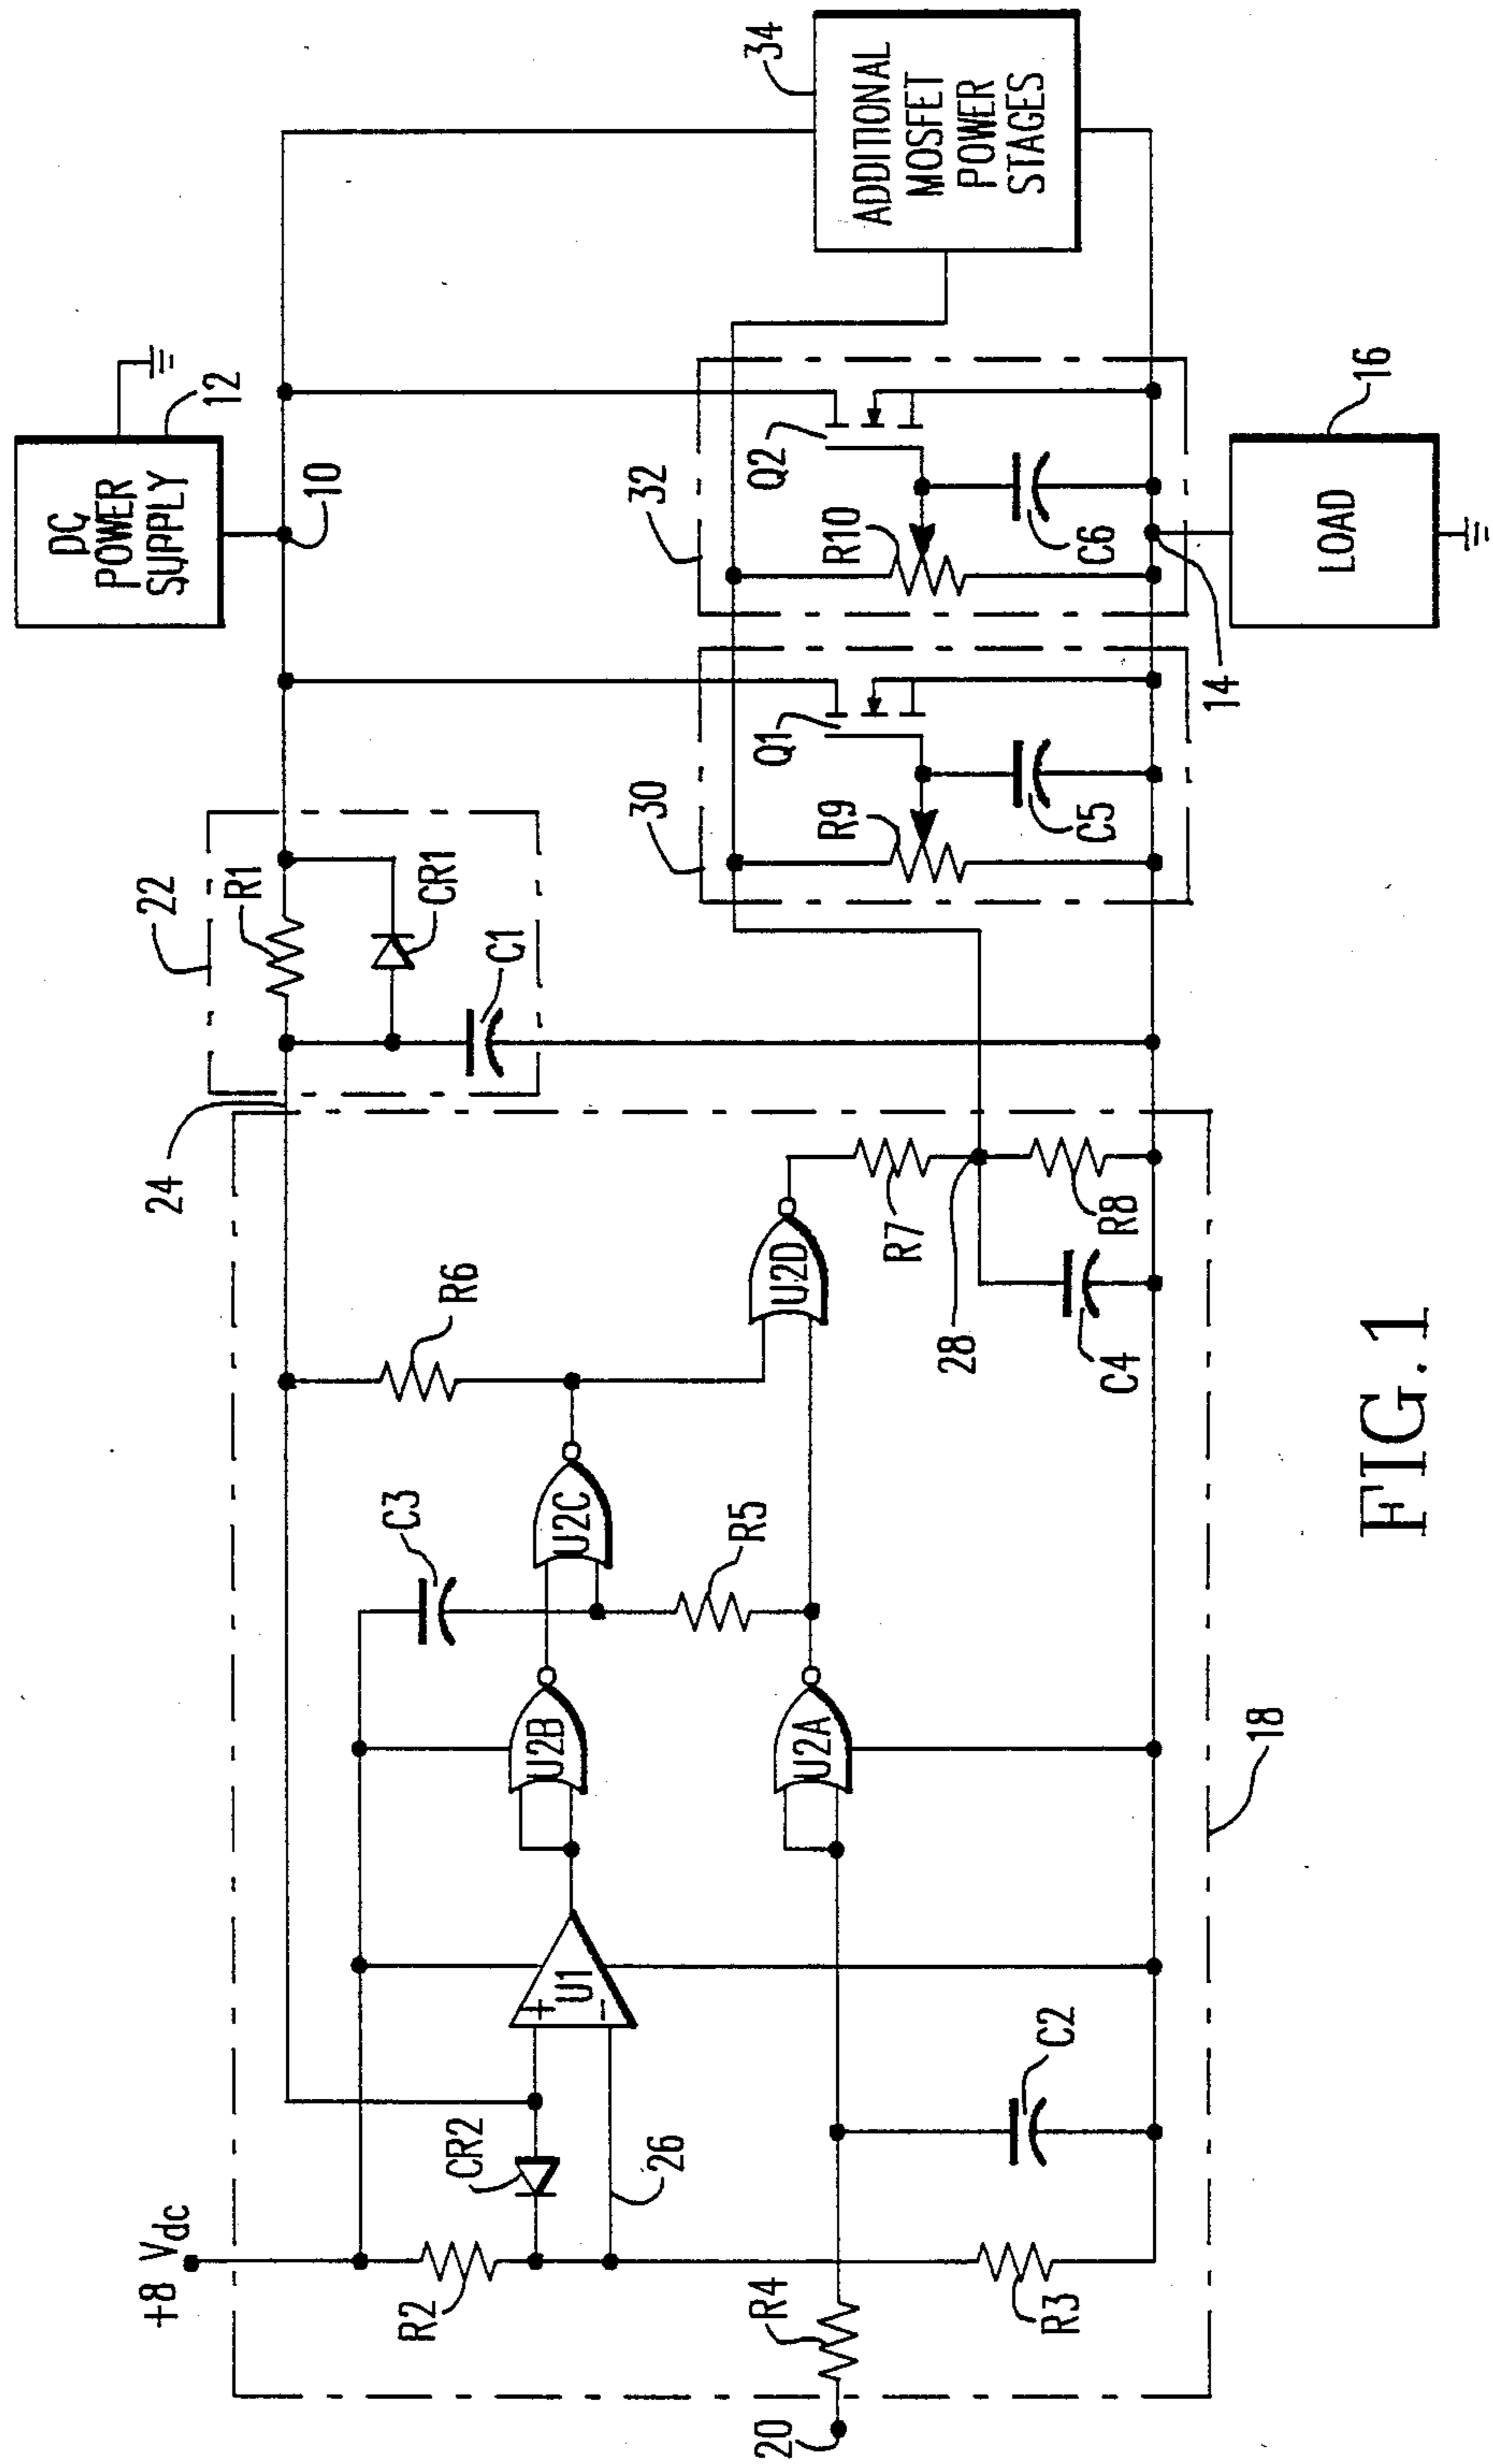 DC
POWER
SUPPLY
12
10
34
ADDITIONAL
MOSFET
POWER
STAGES
22
R1
CR1
C1
24
32
Q2
R10
C6
30
Q1
R9
C5
14
LOAD
16
+8 Vdc
R2
CR2
26
+
-
U1
U2B
C3
U2C
R6
R5
U2A
U2D
R7
28
R8
C4
20
R4
R3
C2
18
FIG. 1